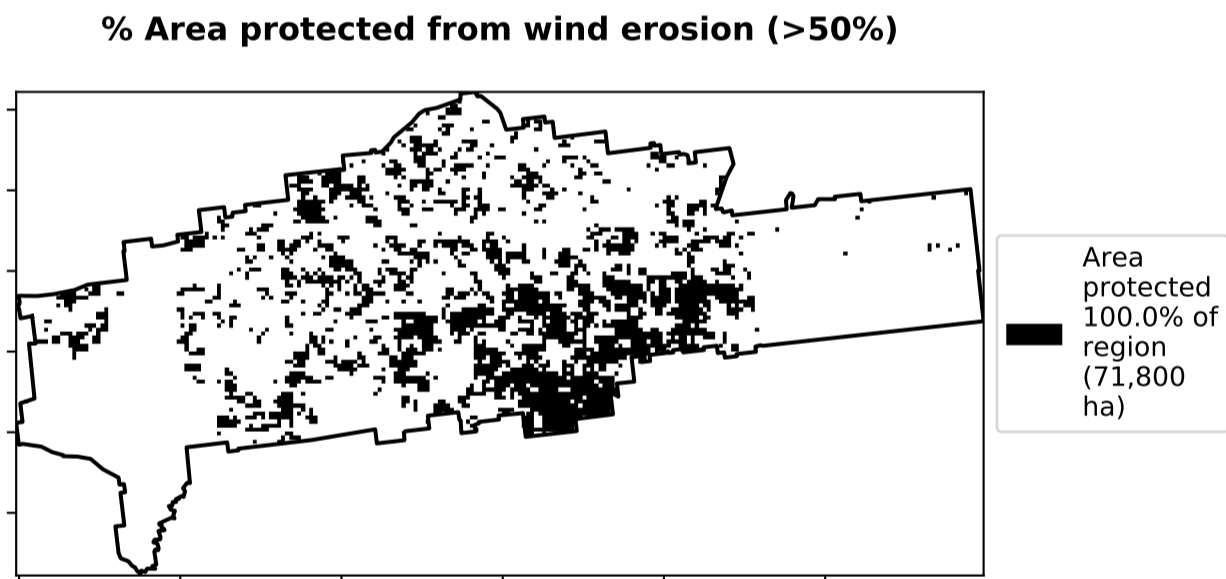 % Area protected from wind erosion (>50%)
Area
protected
100.0% of
region
(71,800
ha)